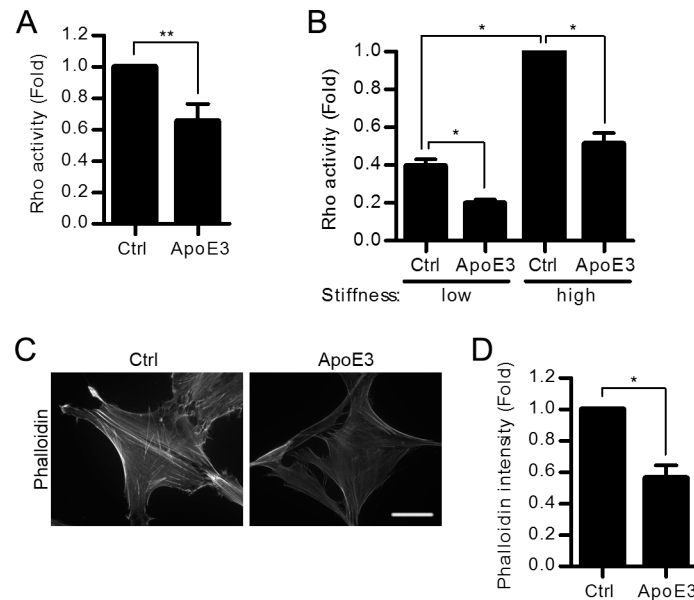 A
Rho activity (Fold)
1.2
1.0
0.8
0.6
0.4
0.2
0.0
**
Ctrl ApoE3
B
Rho activity (Fold)
1.0
0.8
0.6
0.4
0.2
0.0
* *
*
Ctrl ApoE3 Ctrl ApoE3
Stiffness: low high
C
Ctrl ApoE3
Phalloidin
D
Phalloidin intensity (Fold)
1.2
1.0
0.8
0.6
0.4
0.2
0.0
*
Ctrl ApoE3